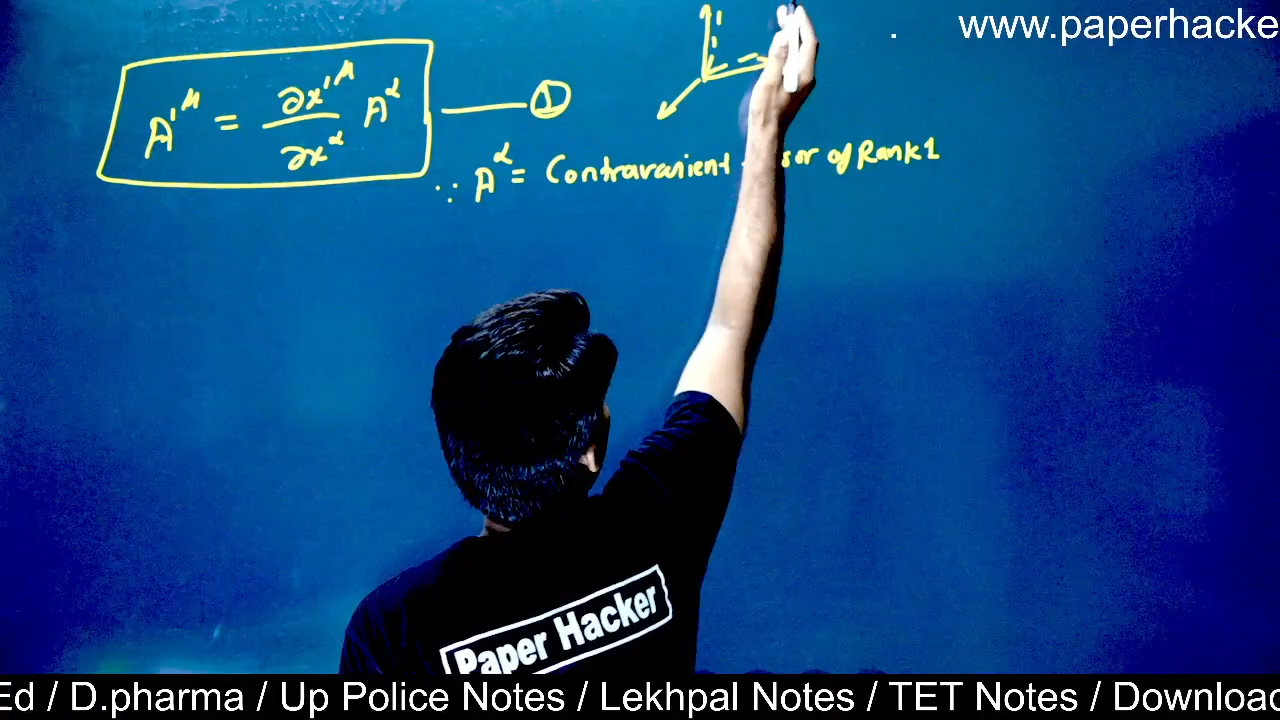 www.paperhacke
A'^μ = ∂x'^μ / ∂x^α A^α ——— ①
∵ A^α = Contravarient sor of Rank 1
Paper Hacker
Ed / D.pharma / Up Police Notes / Lekhpal Notes / TET Notes / Download